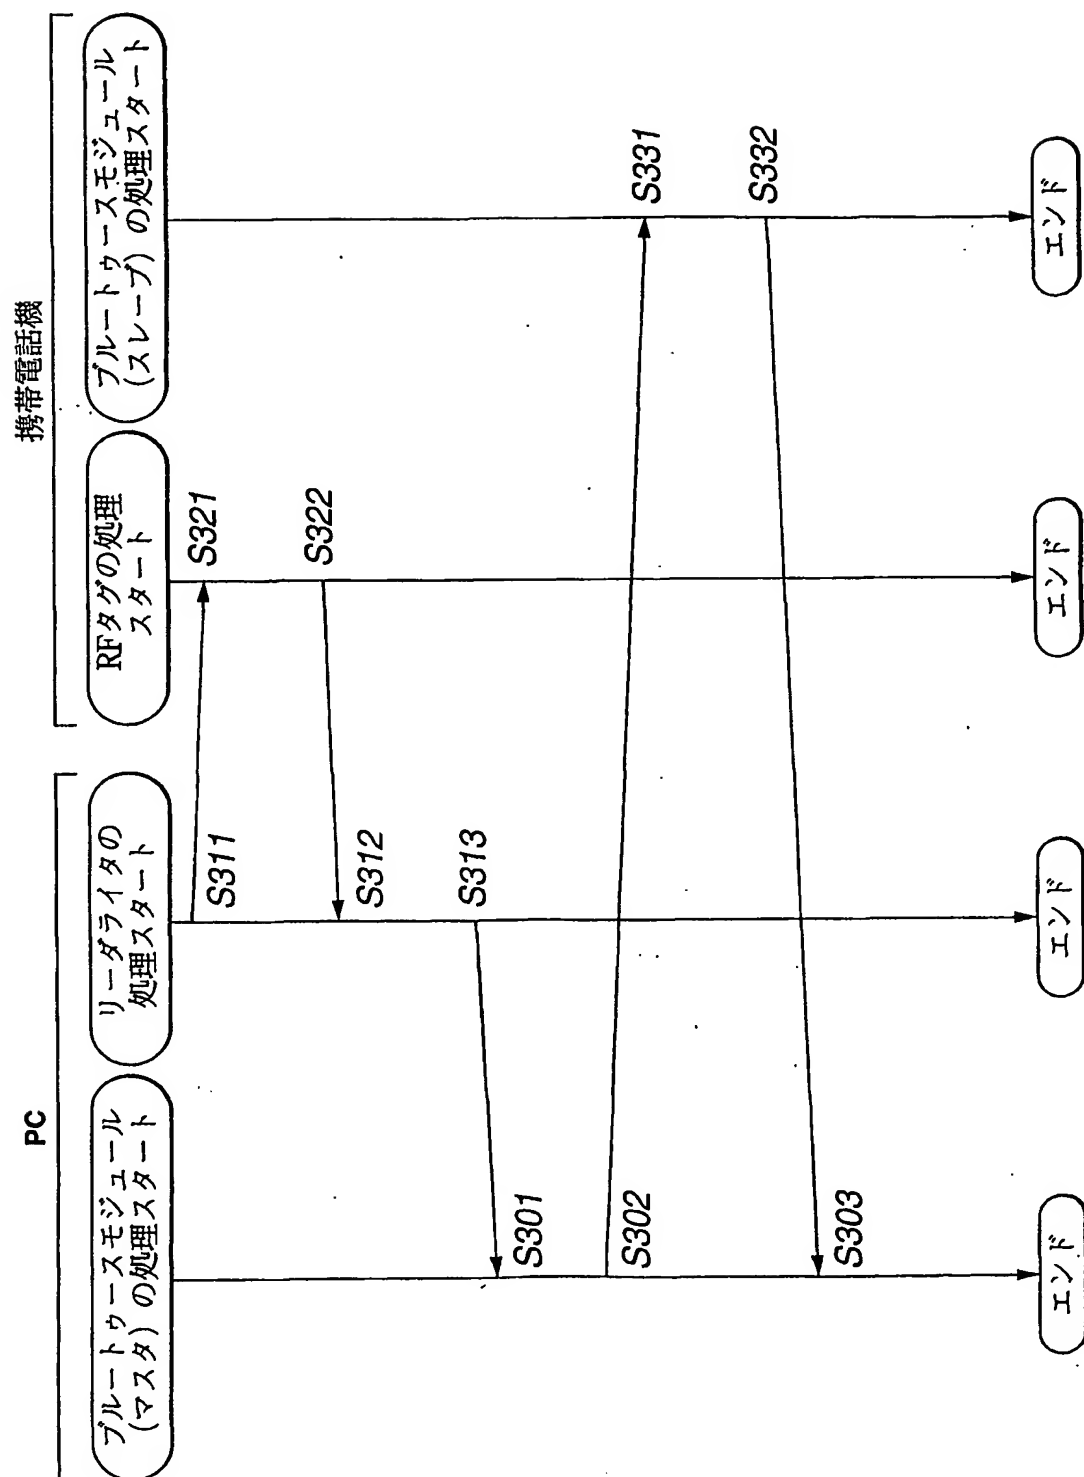 PC
携帯電話機
ブルートゥースモジュール
(マスタ) の処理スタート
リーダライタの
処理スタート
RFタグの処理
スタート
ブルートゥースモジュール
(スレーブ) の処理スタート
S311
S321
S322
S312
S313
S301
S302
S331
S332
S303
エンド
エンド
エンド
エンド